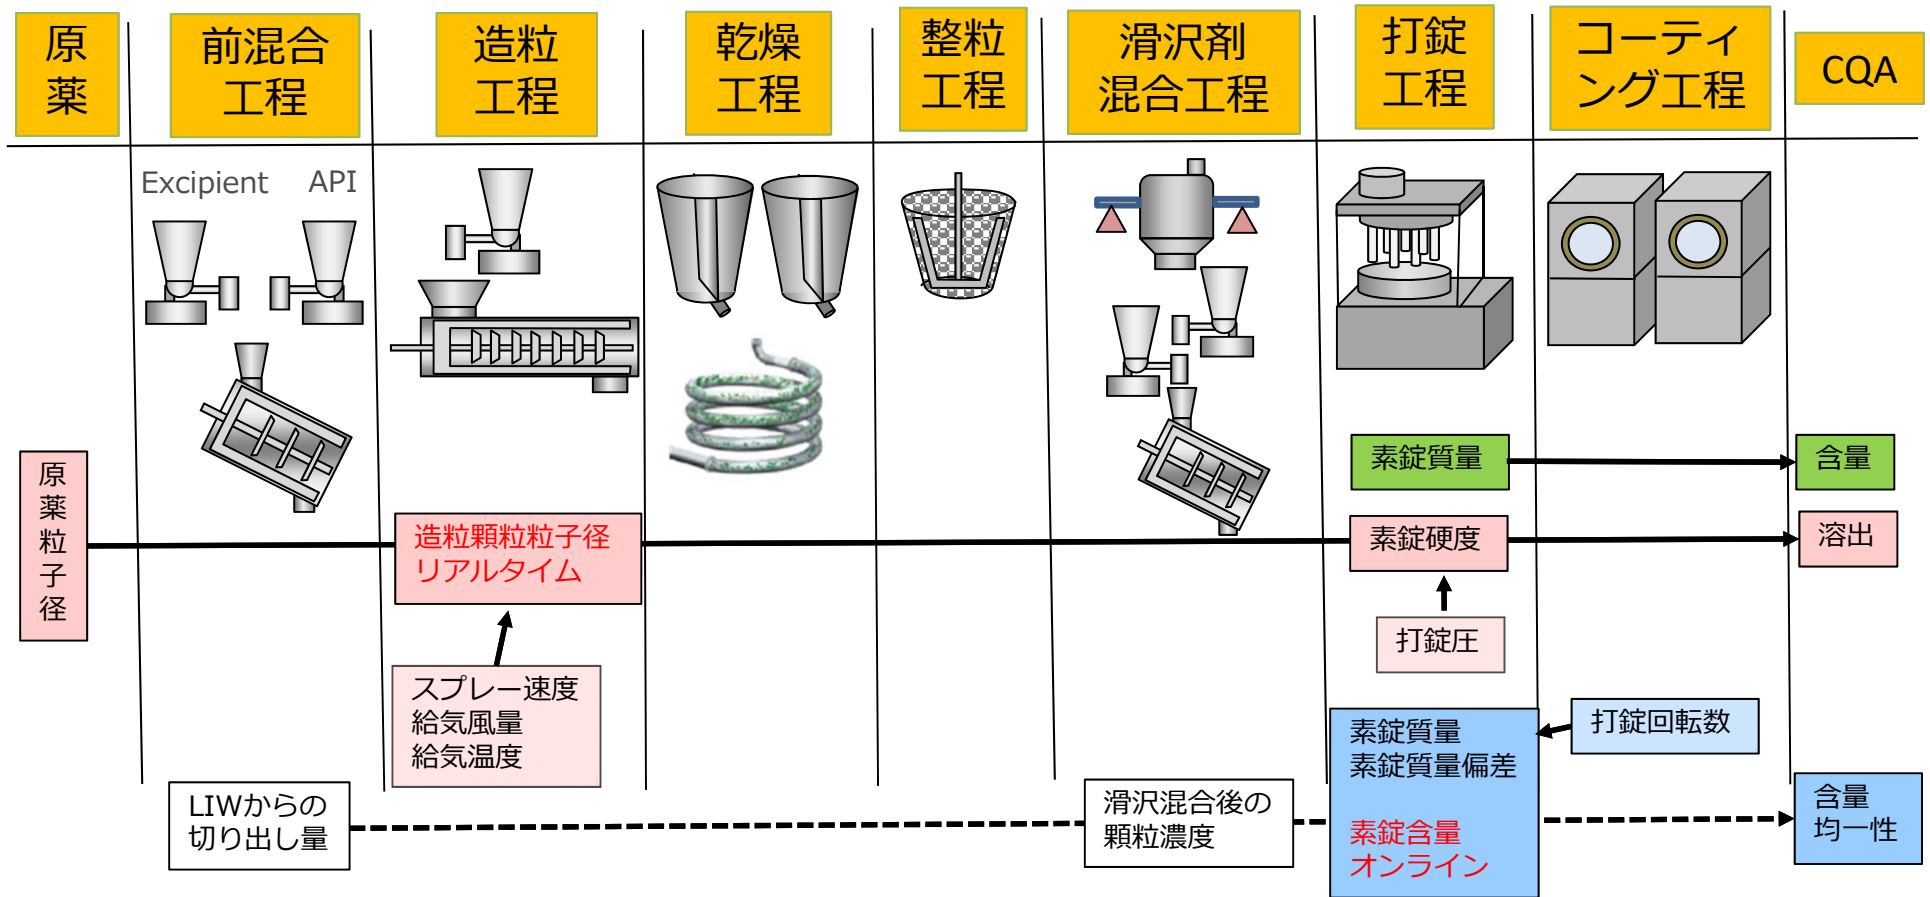 原
薬
前混合
工程
造粒
工程
乾燥
工程
整粒
工程
滑沢剤
混合工程
打錠
工程
コーティ
ング工程
CQA
Excipient
API
原
薬
粒
子
径
造粒顆粒粒子径
リアルタイム
スプレー速度
給気風量
給気温度
素錠質量
含量
素錠硬度
溶出
打錠圧
打錠回転数
素錠質量
素錠質量偏差
素錠含量
オンライン
LIWからの
切り出し量
滑沢混合後の
顆粒濃度
含量
均一性